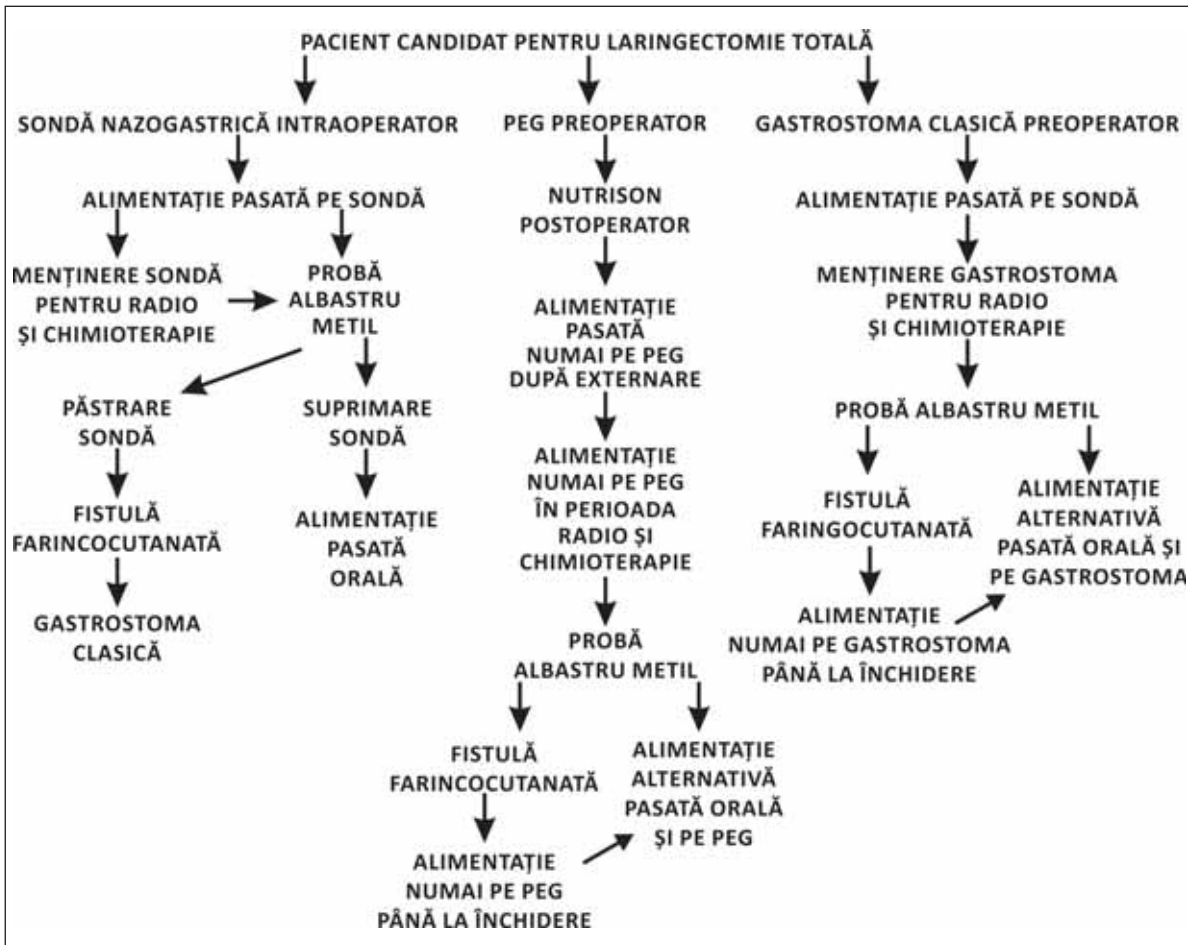 PACIENT CANDIDAT PENTRU LARINGECTOMIE TOTALĂ
SONDĂ NAZOGASTRICĂ INTRAOPERATOR
ALIMENTAȚIE PASATĂ PE SONDĂ
MENȚINERE SONDĂ
PENTRU RADIO
ȘI CHIMIOTERAPIE
PROBĂ
ALBASTRU
METIL
PĂSTRARE
SONDĂ
FISTULĂ
FARINCOCUTANATĂ
GASTROSTOMA
CLASICĂ
SUPRIMARE
SONDĂ
ALIMENTAȚIE
PASATĂ
ORALĂ
PEG PREOPERATOR
NUTRISON
POSTOPERATOR
ALIMENTAȚIE
PASATĂ
NUMAI PE PEG
DUPĂ EXTERNARE
ALIMENTAȚIE
NUMAI PE PEG
ÎN PERIOADA
RADIO ȘI
CHIMIOTERAPIE
PROBĂ
ALBASTRU METIL
FISTULĂ
FARINCOCUTANATĂ
ALIMENTAȚIE
NUMAI PE PEG
PÂNĂ LA ÎNCHIDERE
ALIMENTAȚIE
ALTERNATIVĂ
PASATĂ ORALĂ
ȘI PE PEG
GASTROSTOMA CLASICĂ PREOPERATOR
ALIMENTAȚIE PASATĂ PE SONDĂ
MENȚINERE GASTROSTOMA
PENTRU RADIO
ȘI CHIMIOTERAPIE
PROBĂ ALBASTRU METIL
FISTULĂ
FARINGOCUTANATĂ
ALIMENTAȚIE
NUMAI PE GASTROSTOMA
PÂNĂ LA ÎNCHIDERE
ALIMENTAȚIE
ALTERNATIVĂ
PASATĂ ORALĂ ȘI
PE GASTROSTOMA